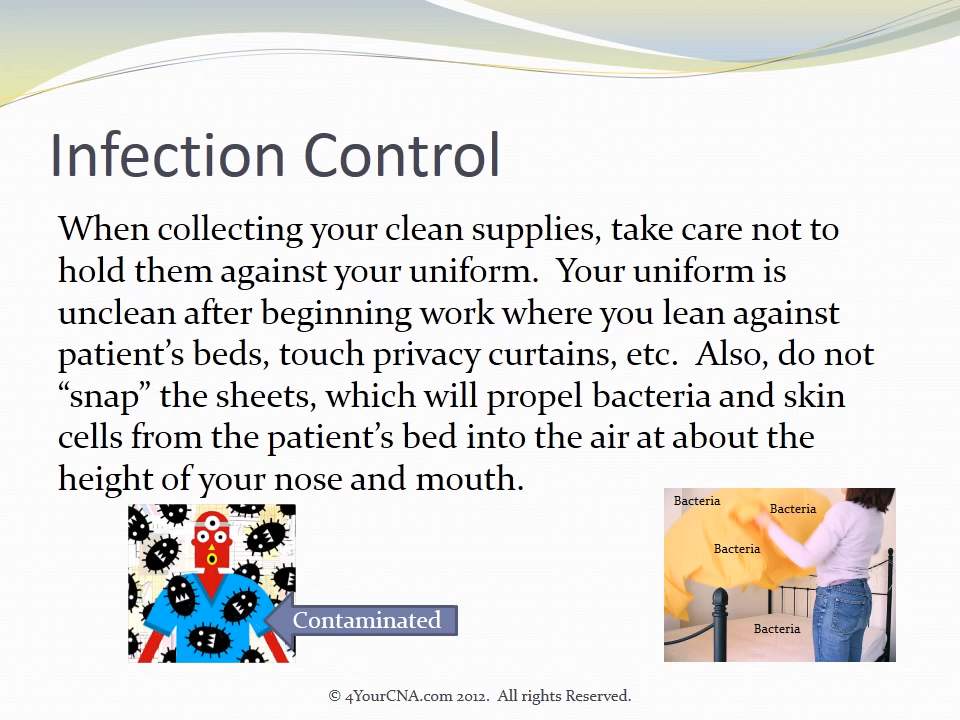 Infection Control
When collecting your clean supplies, take care not to
hold them against your uniform.  Your uniform is
unclean after beginning work where you lean against
patient’s beds, touch privacy curtains, etc.  Also, do not
“snap” the sheets, which will propel bacteria and skin
cells from the patient’s bed into the air at about the
height of your nose and mouth.
Bacteria
Bacteria
Bacteria
Contaminated
Bacteria
© 4YourCNA.com 2012.  All rights Reserved.